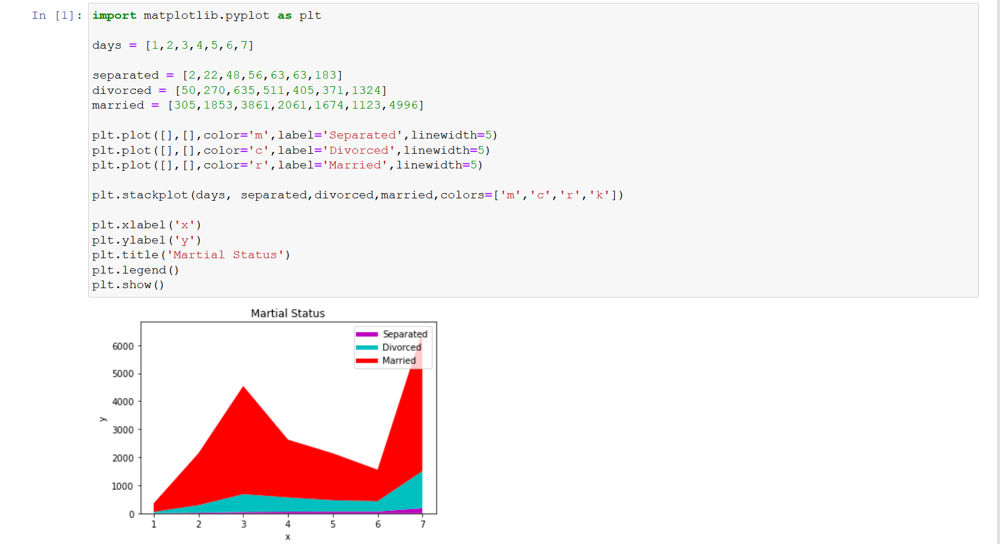 In [1]: import matplotlib.pyplot as plt
days = [1,2,3,4,5,6,7]
separated = [2,22,48,56,63,63,183]
divorced = [50,270,635,511,405,371,1324]
married = [305,1853,3861,2061,1674,1123,4996]
plt.plot([],[],color='m',label='Separated',linewidth=5)
plt.plot([],[],color='c',label='Divorced',linewidth=5)
plt.plot([],[],color='r',label='Married',linewidth=5)
plt.stackplot(days, separated,divorced,married,colors=['m','c','r','k'])
plt.xlabel('x')
plt.ylabel('y')
plt.title('Martial Status')
plt.legend()
plt.show()
Martial Status
Separated
Divorced
Married
6000
5000
4000
3000
2000
1000
0
y
1 2 3 4 5 6 7
x